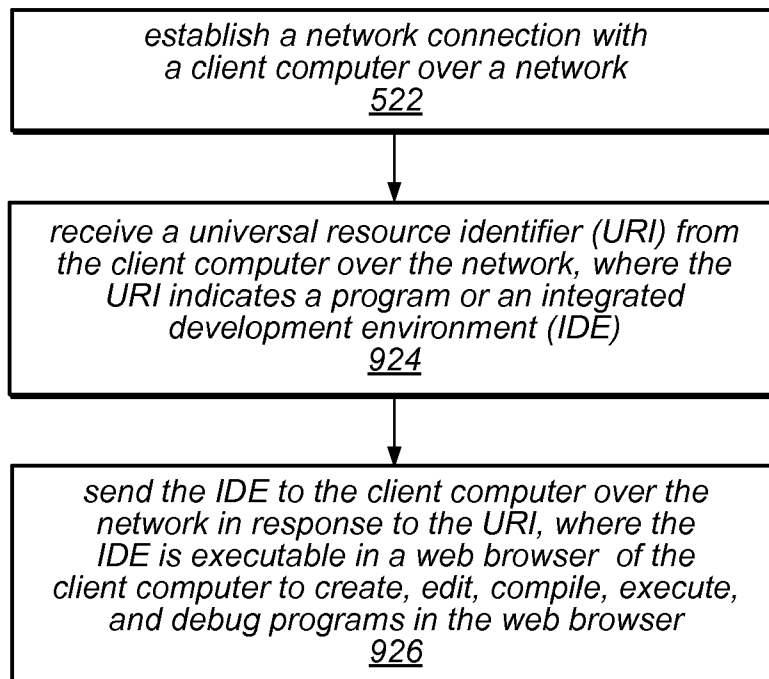 establish a network connection with
a client computer over a network
522
receive a universal resource identifier (URI) from
the client computer over the network, where the
URI indicates a program or an integrated
development environment (IDE)
924
send the IDE to the client computer over the
network in response to the URI, where the
IDE is executable in a web browser of the
client computer to create, edit, compile, execute,
and debug programs in the web browser
926